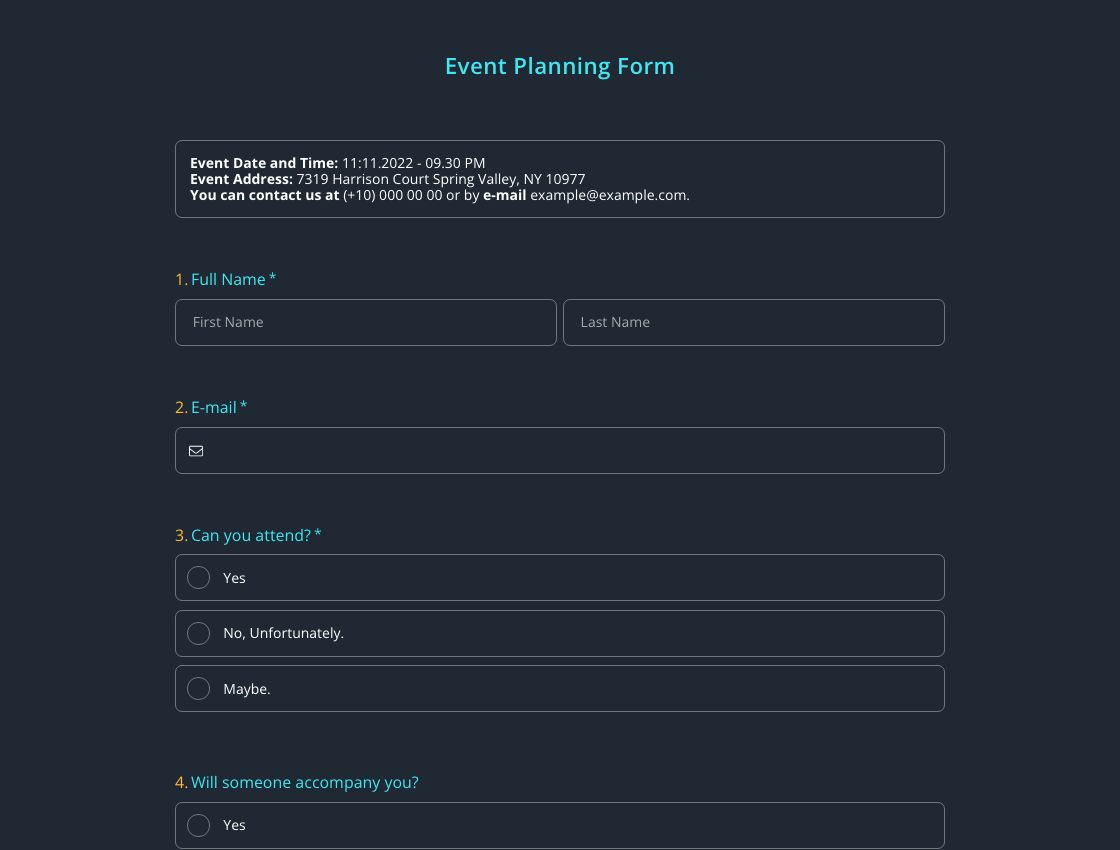 Event Planning Form
Event Date and Time: 11:11.2022 - 09.30 PM
Event Address: 7319 Harrison Court Spring Valley, NY 10977
You can contact us at (+10) 000 00 00 or by e-mail example@example.com.
1. Full Name *
First Name Last Name
2. E-mail *
3. Can you attend? *
Yes
No, Unfortunately.
Maybe.
4. Will someone accompany you?
Yes